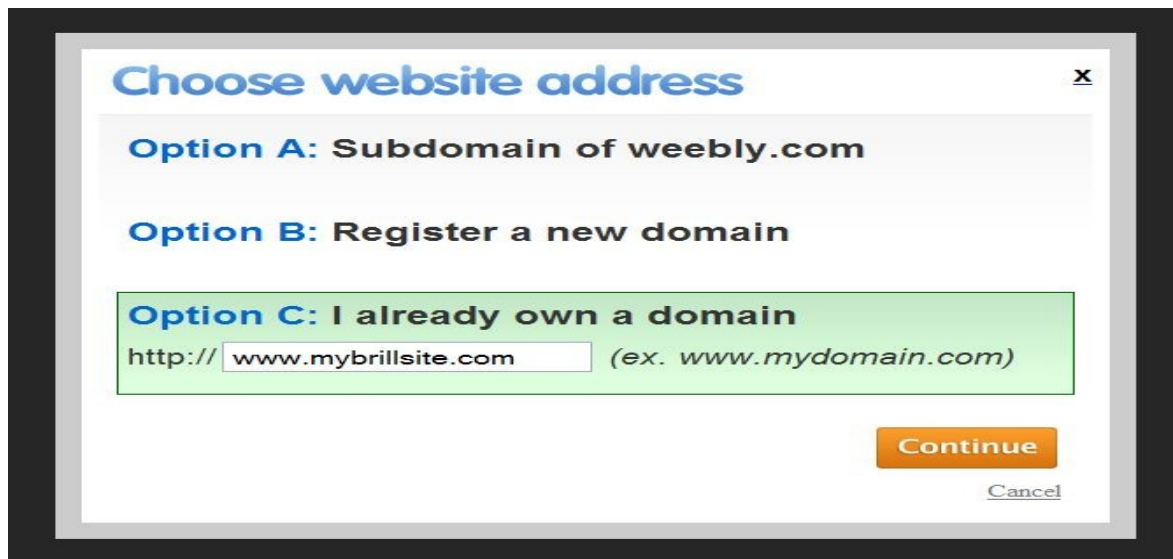 Choose website address
x
Option A: Subdomain of weebly.com
Option B: Register a new domain
Option C: I already own a domain
http:// www.mybrillsite.com (ex. www.mydomain.com)
Continue
Cancel